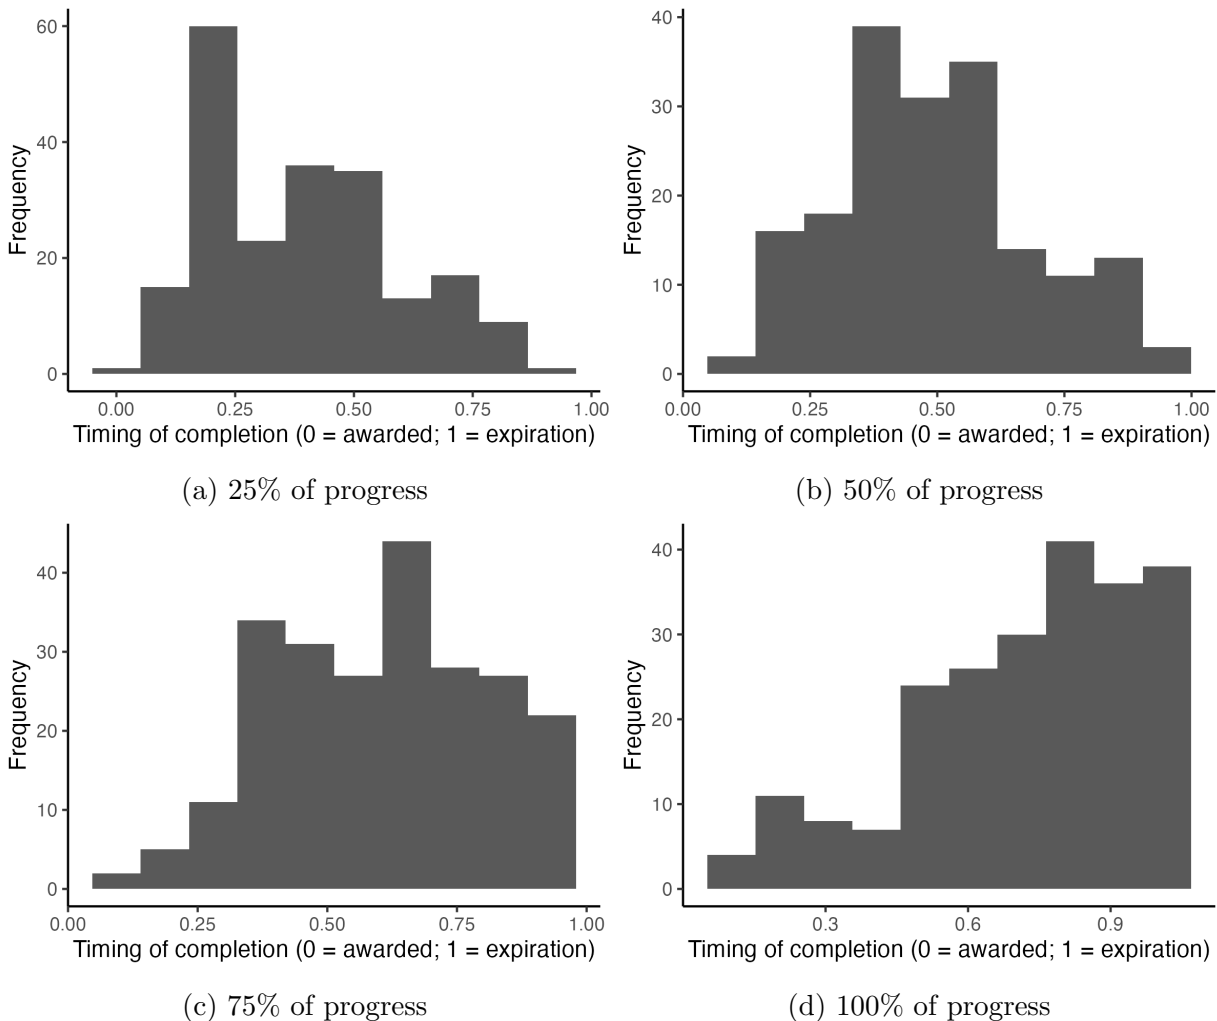 60
40
20
0
Frequency
0.00 0.25 0.50 0.75 1.00
Timing of completion (0 = awarded; 1 = expiration)
(a) 25% of progress
40
30
20
10
0
Frequency
0.00 0.25 0.50 0.75 1.00
Timing of completion (0 = awarded; 1 = expiration)
(b) 50% of progress
40
30
20
10
0
Frequency
0.00 0.25 0.50 0.75 1.00
Timing of completion (0 = awarded; 1 = expiration)
(c) 75% of progress
40
30
20
10
0
Frequency
0.3 0.6 0.9
Timing of completion (0 = awarded; 1 = expiration)
(d) 100% of progress